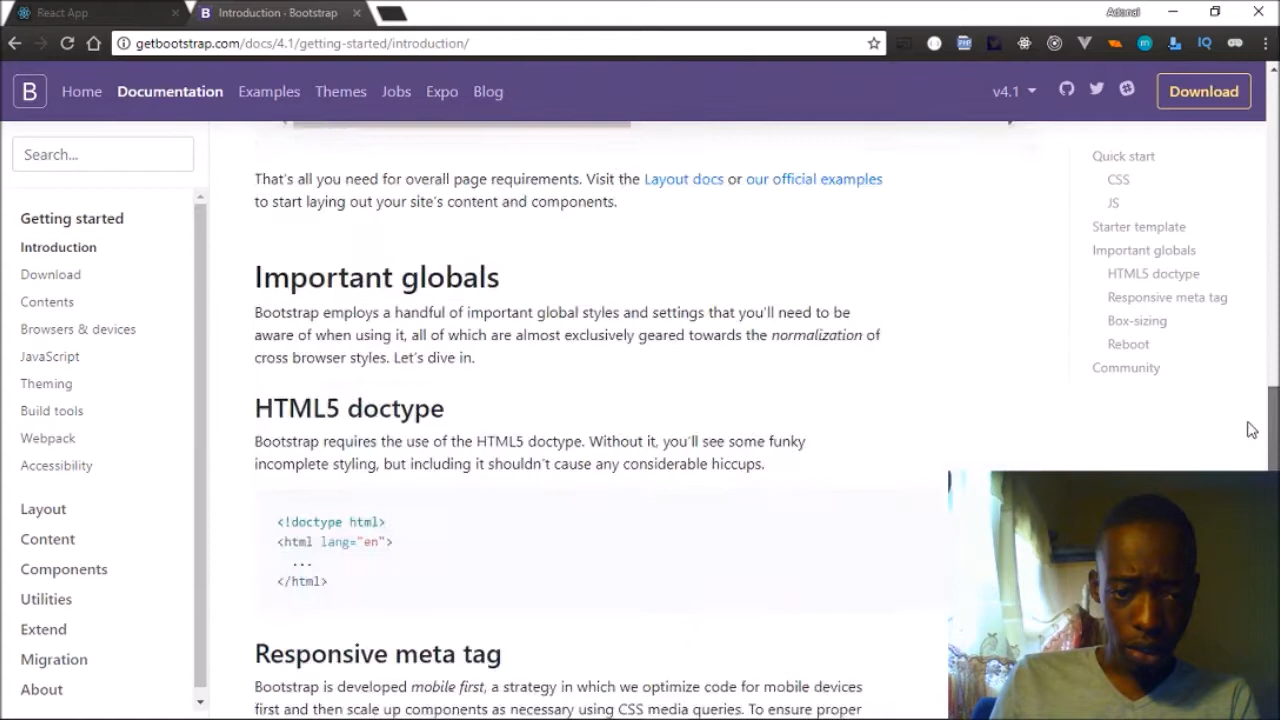 React App
Introduction · Bootstrap
Adonai
getbootstrap.com/docs/4.1/getting-started/introduction/
B
Home
Documentation
Examples
Themes
Jobs
Expo
Blog
v4.1
Download
Search...
Getting started
Introduction
Download
Contents
Browsers & devices
JavaScript
Theming
Build tools
Webpack
Accessibility
Layout
Content
Components
Utilities
Extend
Migration
About
That's all you need for overall page requirements. Visit the Layout docs or our official examples
to start laying out your site's content and components.
Important globals
Bootstrap employs a handful of important global styles and settings that you'll need to be
aware of when using it, all of which are almost exclusively geared towards the normalization of
cross browser styles. Let's dive in.
HTML5 doctype
Bootstrap requires the use of the HTML5 doctype. Without it, you'll see some funky
incomplete styling, but including it shouldn't cause any considerable hiccups.
<!doctype html>
<html lang="en">
...
</html>
Responsive meta tag
Bootstrap is developed mobile first, a strategy in which we optimize code for mobile devices
first and then scale up components as necessary using CSS media queries. To ensure proper
Quick start
CSS
JS
Starter template
Important globals
HTML5 doctype
Responsive meta tag
Box-sizing
Reboot
Community